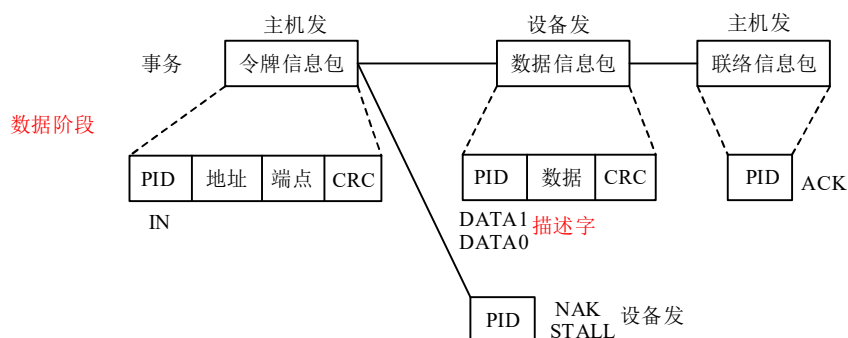 主机发 设备发 主机发
事务 令牌信息包 数据信息包 联络信息包
数据阶段
PID 地址 端点 CRC PID 数据 CRC PID ACK
IN DATA1 描述字
DATA0
PID NAK 设备发
STALL